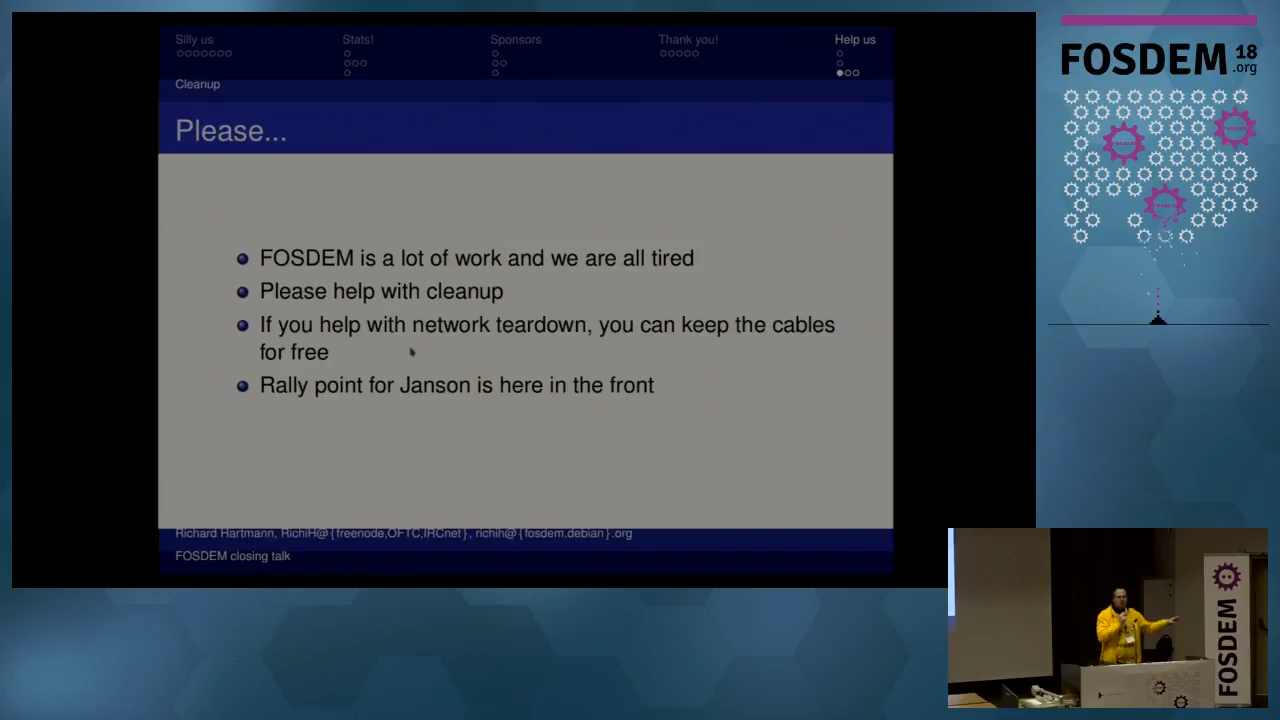 Silly us
Stats!
Sponsors
Thank you!
Help us
Cleanup
Please...
FOSDEM is a lot of work and we are all tired
Please help with cleanup
If you help with network teardown, you can keep the cables
for free
Rally point for Janson is here in the front
Richard Hartmann, RichiH@{freenode,OFTC,IRCnet}, richih@{fosdem,debian}.org
FOSDEM closing talk
FOSDEM 18
.org
FOSDEM